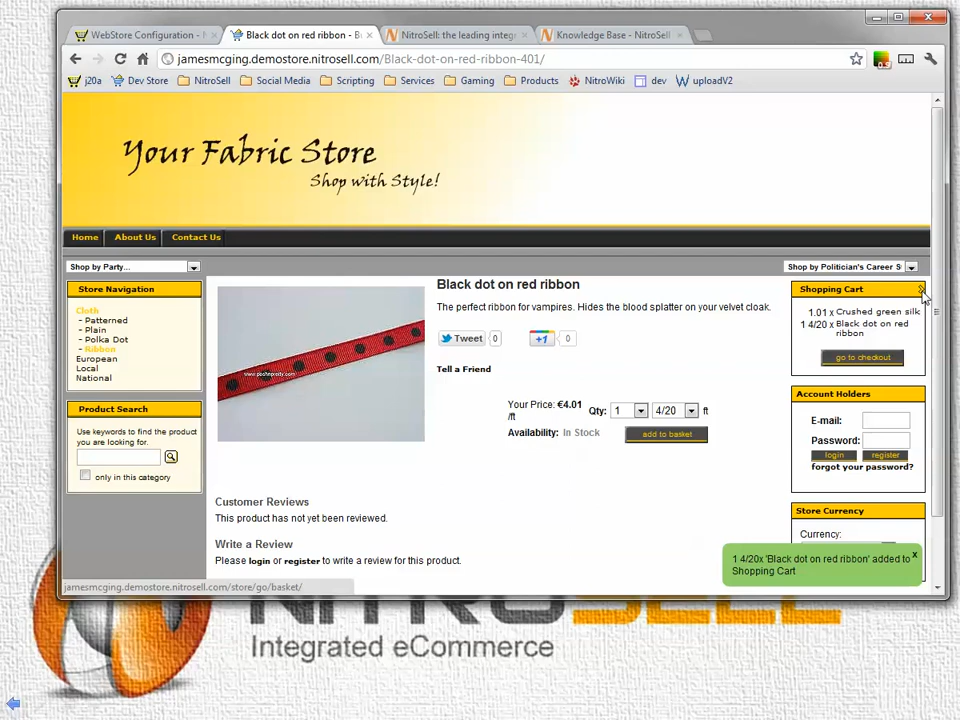 WebStore Configuration - N
Black dot on red ribbon - B
NitroSell: the leading integr
Knowledge Base - NitroSell
jamesmcging.demostore.nitrosell.com/Black-dot-on-red-ribbon-401/
j20a
Dev Store
NitroSell
Social Media
Scripting
Services
Gaming
Products
NitroWiki
dev
uploadV2
Your Fabric Store
Shop with Style!
Home
About Us
Contact Us
Shop by Party...
Shop by Politician's Career S
Store Navigation
Cloth
- Patterned
- Plain
- Polka Dot
- Ribbon
European
Local
National
Product Search
Use keywords to find the product
you are looking for.
only in this category
www.poshnpretty.com
Black dot on red ribbon
The perfect ribbon for vampires. Hides the blood splatter on your velvet cloak.
Tweet
0
+1
0
Tell a Friend
Your Price: €4.01
/ft
Qty:
1
4/20
ft
Availability: In Stock
add to basket
Customer Reviews
This product has not yet been reviewed.
Write a Review
Please login or register to write a review for this product.
Shopping Cart
1.01 x Crushed green silk
1 4/20 x Black dot on red
ribbon
go to checkout
Account Holders
E-mail:
Password:
login
register
forgot your password?
Store Currency
Currency:
1 4/20x 'Black dot on red ribbon' added to
Shopping Cart
x
jamesmcging.demostore.nitrosell.com/store/go/basket/
NITROSELL
Integrated eCommerce